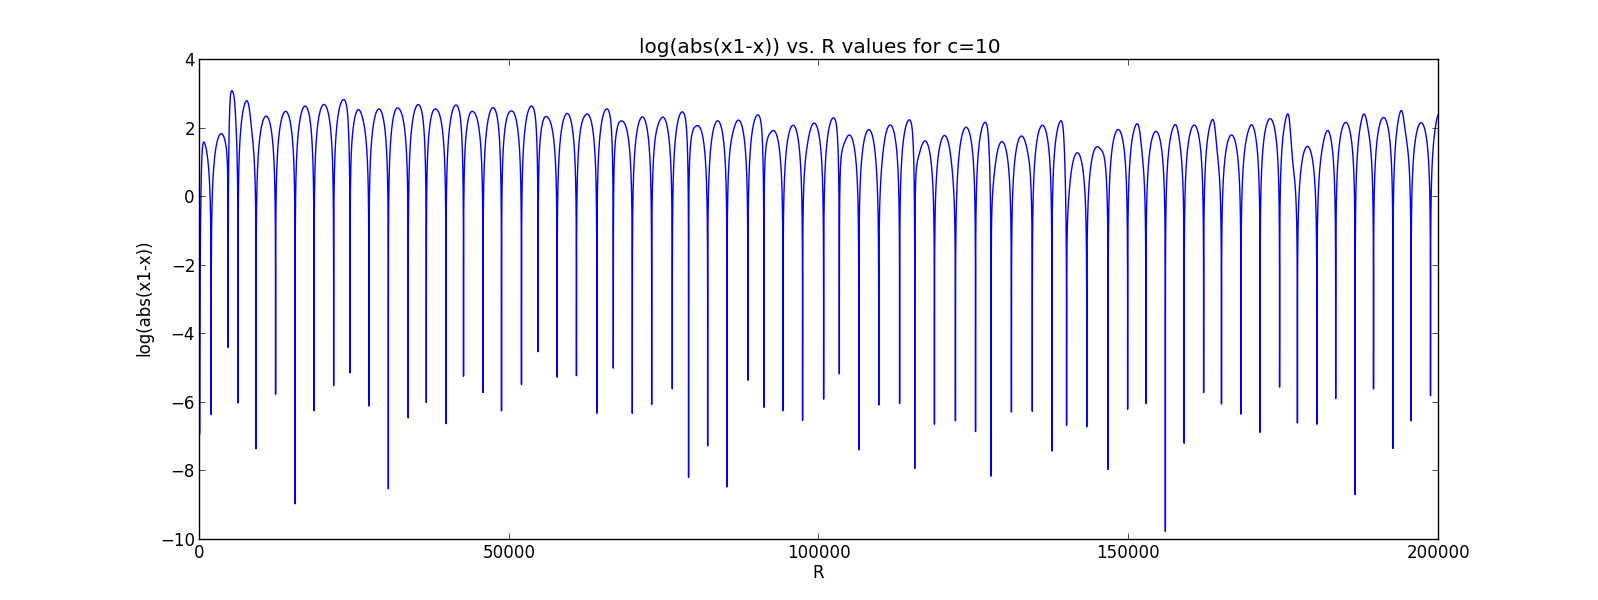 log(abs(x1-x)) vs. R values for c=10
4
2
0
−2
−4
−6
−8
−10
log(abs(x1-x))
0 50000 100000 150000 200000
R